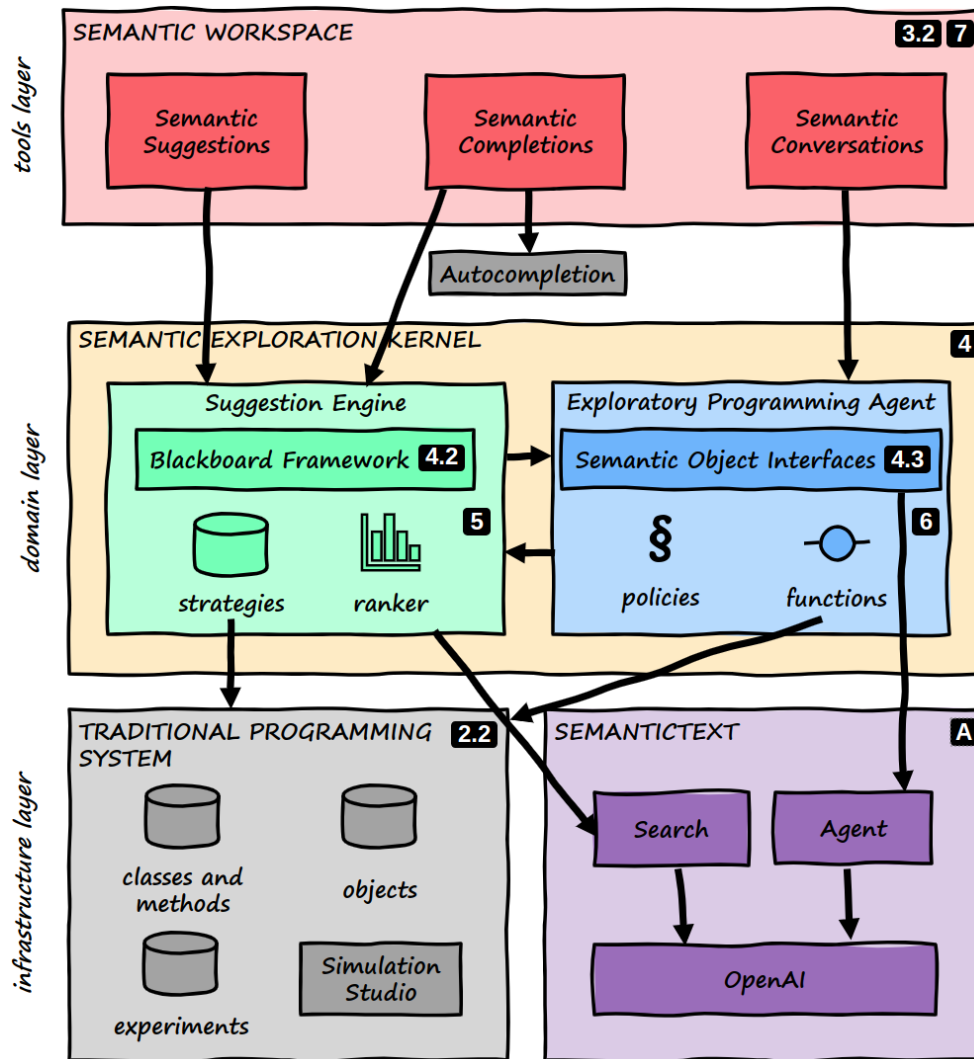 tools layer
SEMANTIC WORKSPACE
3.2
7
Semantic
Suggestions
Semantic
Completions
Semantic
Conversations
Autocompletion
domain layer
SEMANTIC EXPLORATION KERNEL
4
Suggestion Engine
Blackboard Framework
4.2
5
strategies
ranker
Exploratory Programming Agent
Semantic Object Interfaces
4.3
6
§
policies
functions
infrastructure layer
TRADITIONAL PROGRAMMING
SYSTEM
2.2
classes and
methods
objects
experiments
Simulation
Studio
SEMANTICTEXT
A
Search
Agent
OpenAI